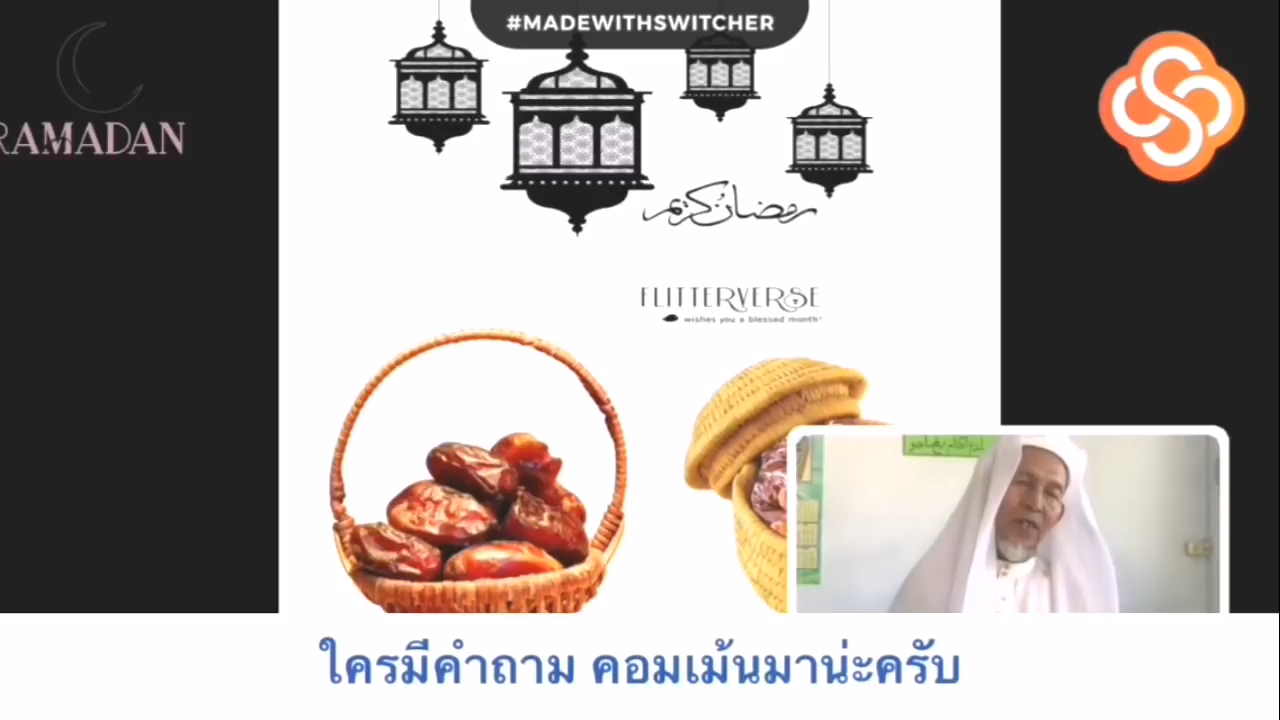 #MADEWITHSWITCHER
RAMADAN
رمضان كريم
FLITTERVERSE
wishes you a blessed month!
ใครมีคำถาม คอมเม้นมาน่ะครับ